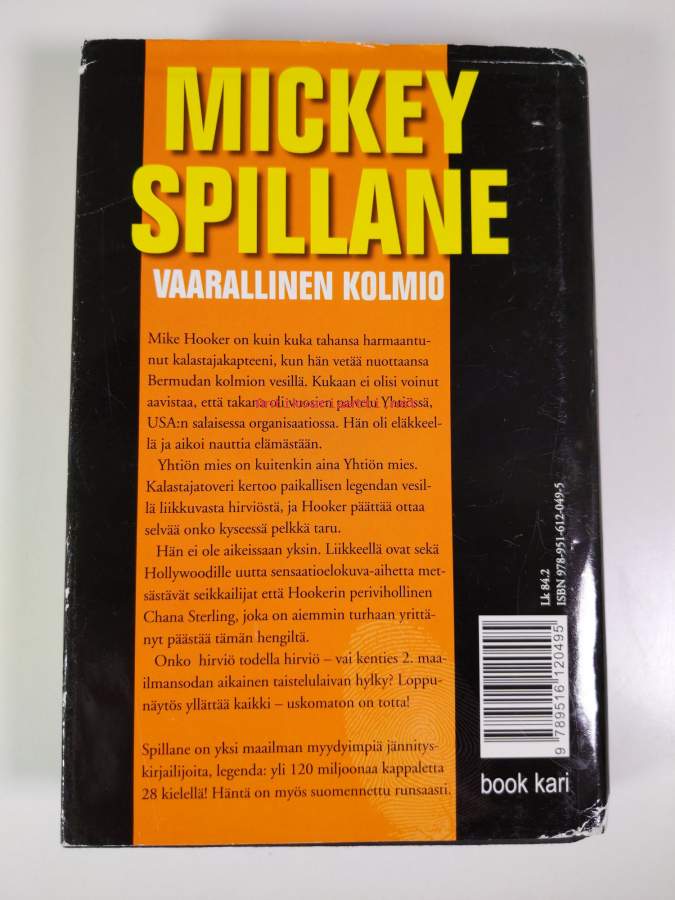 MICKEY
SPILLANE
VAARALLINEN KOLMIO
Mike Hooker on kuin kuka tahansa harmaantu-
nut kalastajakapteeni, kun hän vetää nuottaansa
Bermudan kolmion vesillä. Kukaan ei olisi voinut
aavistaa, että takana oli vuosien palvelu Yhtiössä,
USA:n salaisessa organisaatiossa. Hän oli eläkkeel-
lä ja aikoi nauttia elämästään.
Yhtiön mies on kuitenkin aina Yhtiön mies.
Kalastajatoveri kertoo paikallisen legendan vesil-
lä liikkuvasta hirviöstä, ja Hooker päättää ottaa
selvää onko kyseessä pelkkä taru.
Hän ei ole aikeissaan yksin. Liikkeellä ovat sekä
Hollywoodille uutta sensaatioelokuva-aihetta met-
sästävät seikkailijat että Hookerin perivihollinen
Chana Sterling, joka on aiemmin turhaan yrittä-
nyt päästää tämän hengiltä.
Onko hirviö todella hirviö – vai kenties 2. maa-
ilmansodan aikainen taistelulaivan hylky? Loppu-
näytös yllättää kaikki – uskomaton on totta!
Spillane on yksi maailman myydyimpiä jännitys-
kirjailijoita, legenda: yli 120 miljoonaa kappaletta
28 kielellä! Häntä on myös suomennettu runsaasti.
Lk 84.2
ISBN 978-951-612-049-5
9 789516 120495
book kari